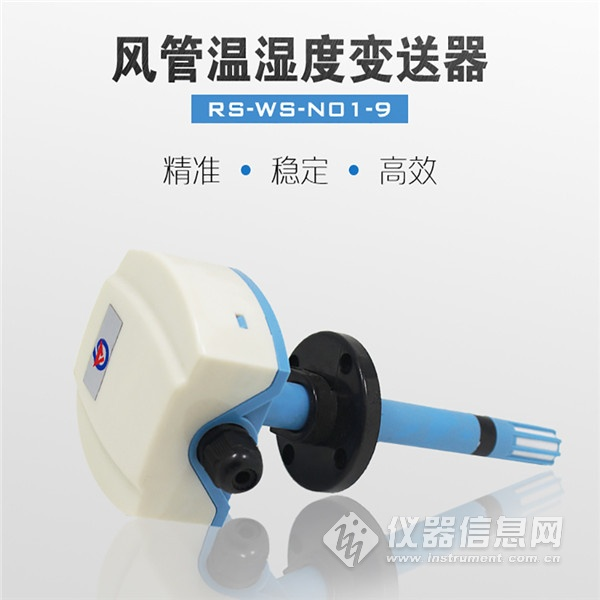 风管温湿度变送器
RS-WS-N01-9
精准 • 稳定 • 高效
仪器信息网
www.instrument.com.cn